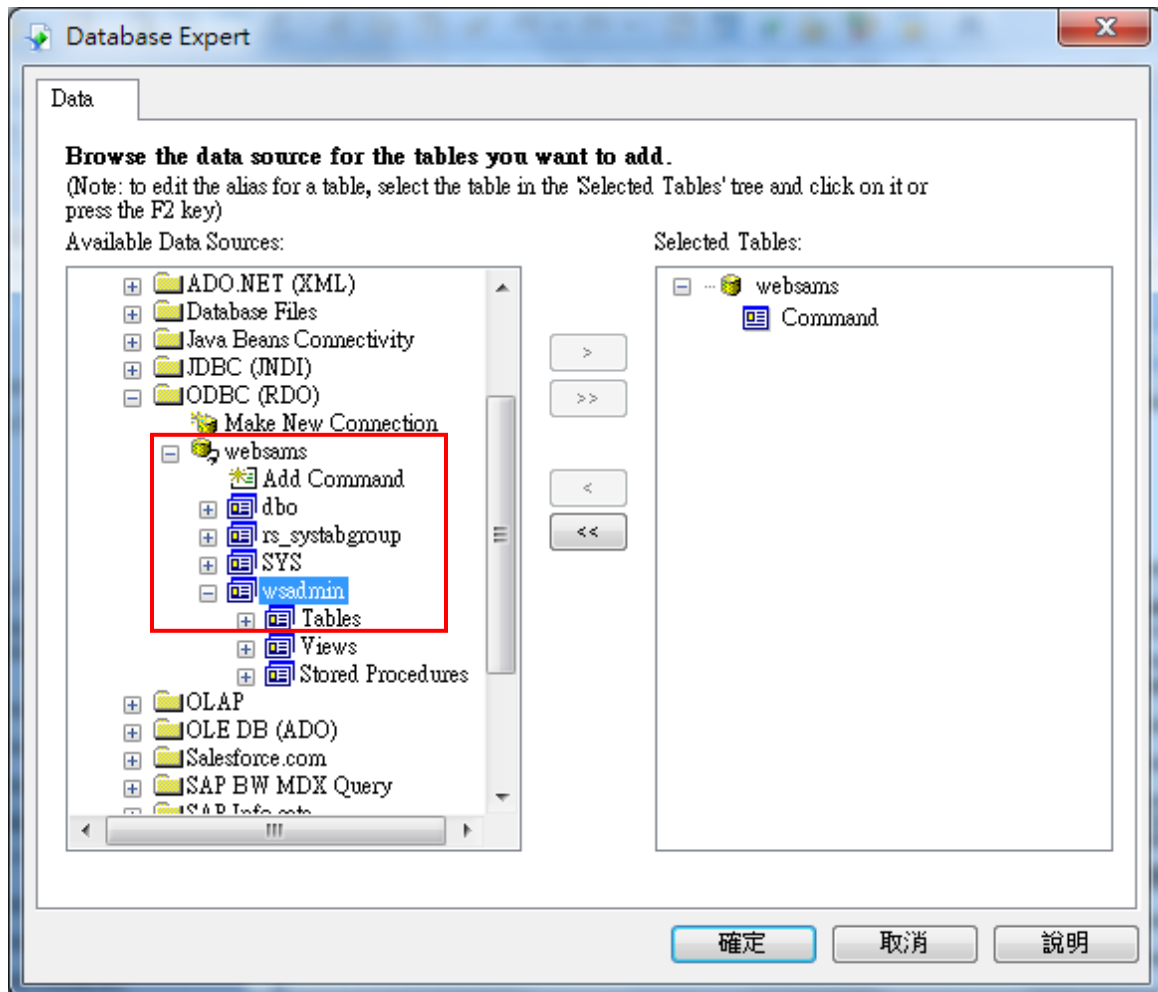 Database Expert
Data
Browse the data source for the tables you want to add.
(Note: to edit the alias for a table, select the table in the 'Selected Tables' tree and click on it or
press the F2 key)
Available Data Sources:
ADO.NET (XML)
Database Files
Java Beans Connectivity
JDBC (JNDI)
ODBC (RDO)
Make New Connection
websams
Add Command
dbo
rs_systabgroup
SYS
wsadmin
Tables
Views
Stored Procedures
OLAP
OLE DB (ADO)
Salesforce.com
SAP BW MDX Query
>
>>
<
<<
Selected Tables:
websams
Command
確定
取消
說明